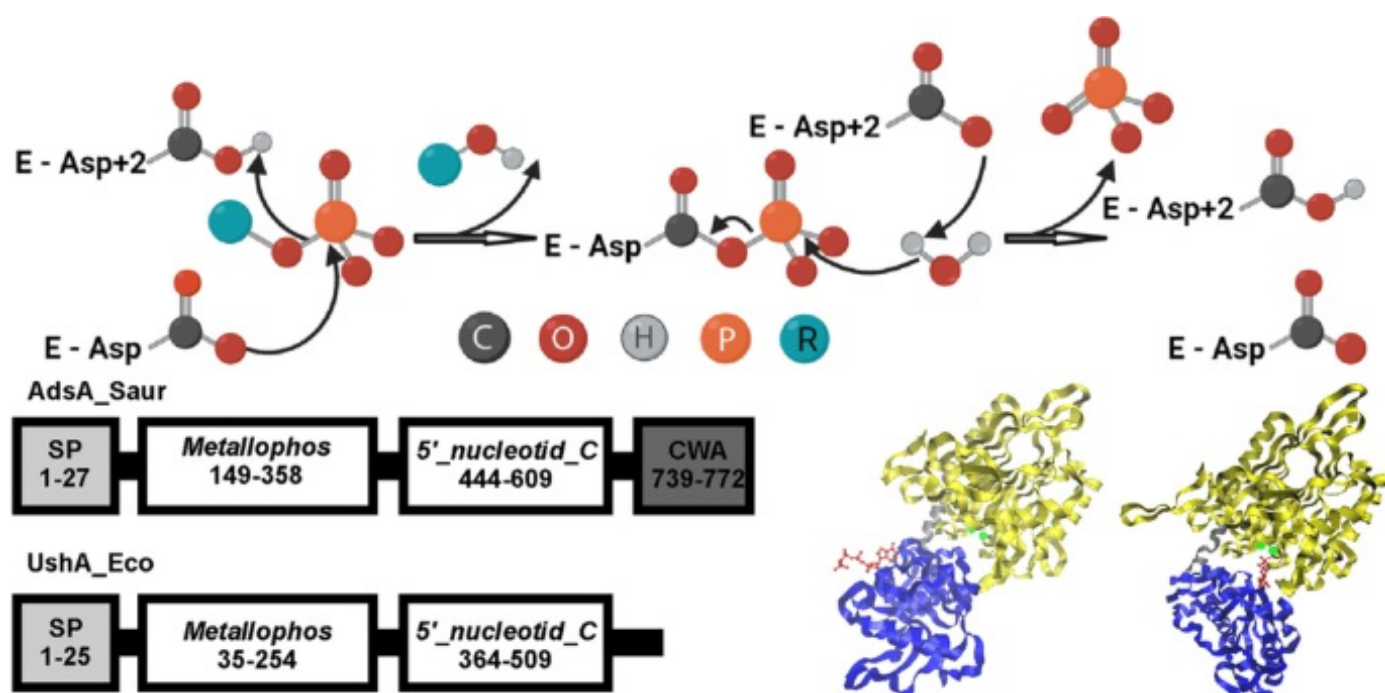 E - Asp+2
E - Asp
E - Asp
E - Asp+2
E - Asp+2
E - Asp
C O H P R
AdsA_Saur
SP
1-27
Metallophos
149-358
5'_nucleotid_C
444-609
CWA
739-772
UshA_Eco
SP
1-25
Metallophos
35-254
5'_nucleotid_C
364-509